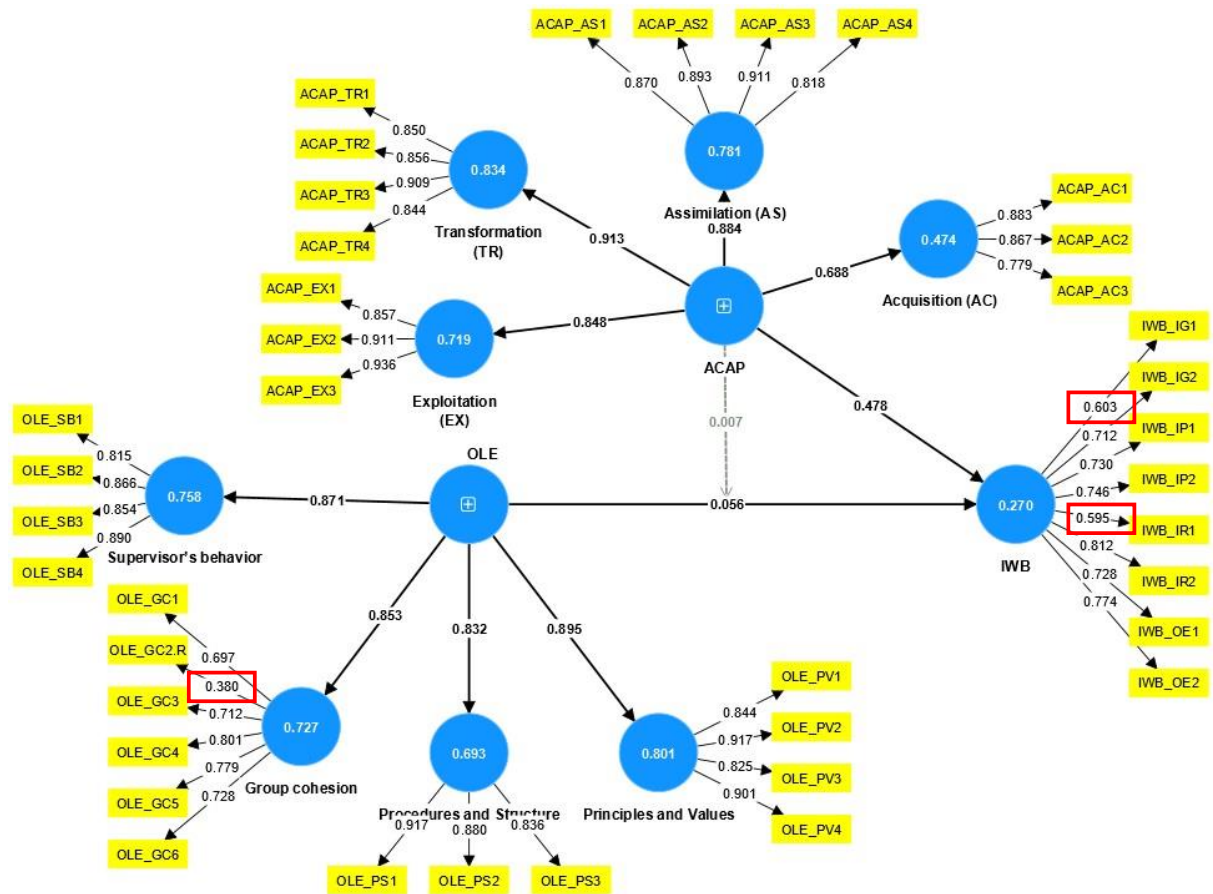 ACAP_AS1
ACAP_AS2
ACAP_AS3
ACAP_AS4
0.870
0.893
0.911
0.818
0.781
Assimilation (AS)
0.884
ACAP_TR1
ACAP_TR2
ACAP_TR3
ACAP_TR4
0.850
0.856
0.909
0.844
0.834
Transformation
(TR)
0.913
ACAP_AC1
ACAP_AC2
ACAP_AC3
0.883
0.867
0.779
0.474
Acquisition (AC)
0.688
ACAP_EX1
ACAP_EX2
ACAP_EX3
0.857
0.911
0.936
0.719
Exploitation
(EX)
0.848
ACAP
0.007
0.478
IWB_IG1
IWB_IG2
IWB_IP1
IWB_IP2
IWB_IR1
IWB_IR2
IWB_OE1
IWB_OE2
0.603
0.712
0.730
0.746
0.595
0.812
0.728
0.774
0.270
IWB
0.056
OLE
OLE_SB1
OLE_SB2
OLE_SB3
OLE_SB4
0.815
0.866
0.854
0.890
0.758
Supervisor's behavior
0.871
OLE_GC1
OLE_GC2.R
OLE_GC3
OLE_GC4
OLE_GC5
OLE_GC6
0.697
0.380
0.712
0.801
0.779
0.728
0.727
Group cohesion
0.853
0.832
0.693
Procedures and Structure
0.917
0.880
0.836
OLE_PS1
OLE_PS2
OLE_PS3
0.895
0.801
Principles and Values
0.844
0.917
0.825
0.901
OLE_PV1
OLE_PV2
OLE_PV3
OLE_PV4